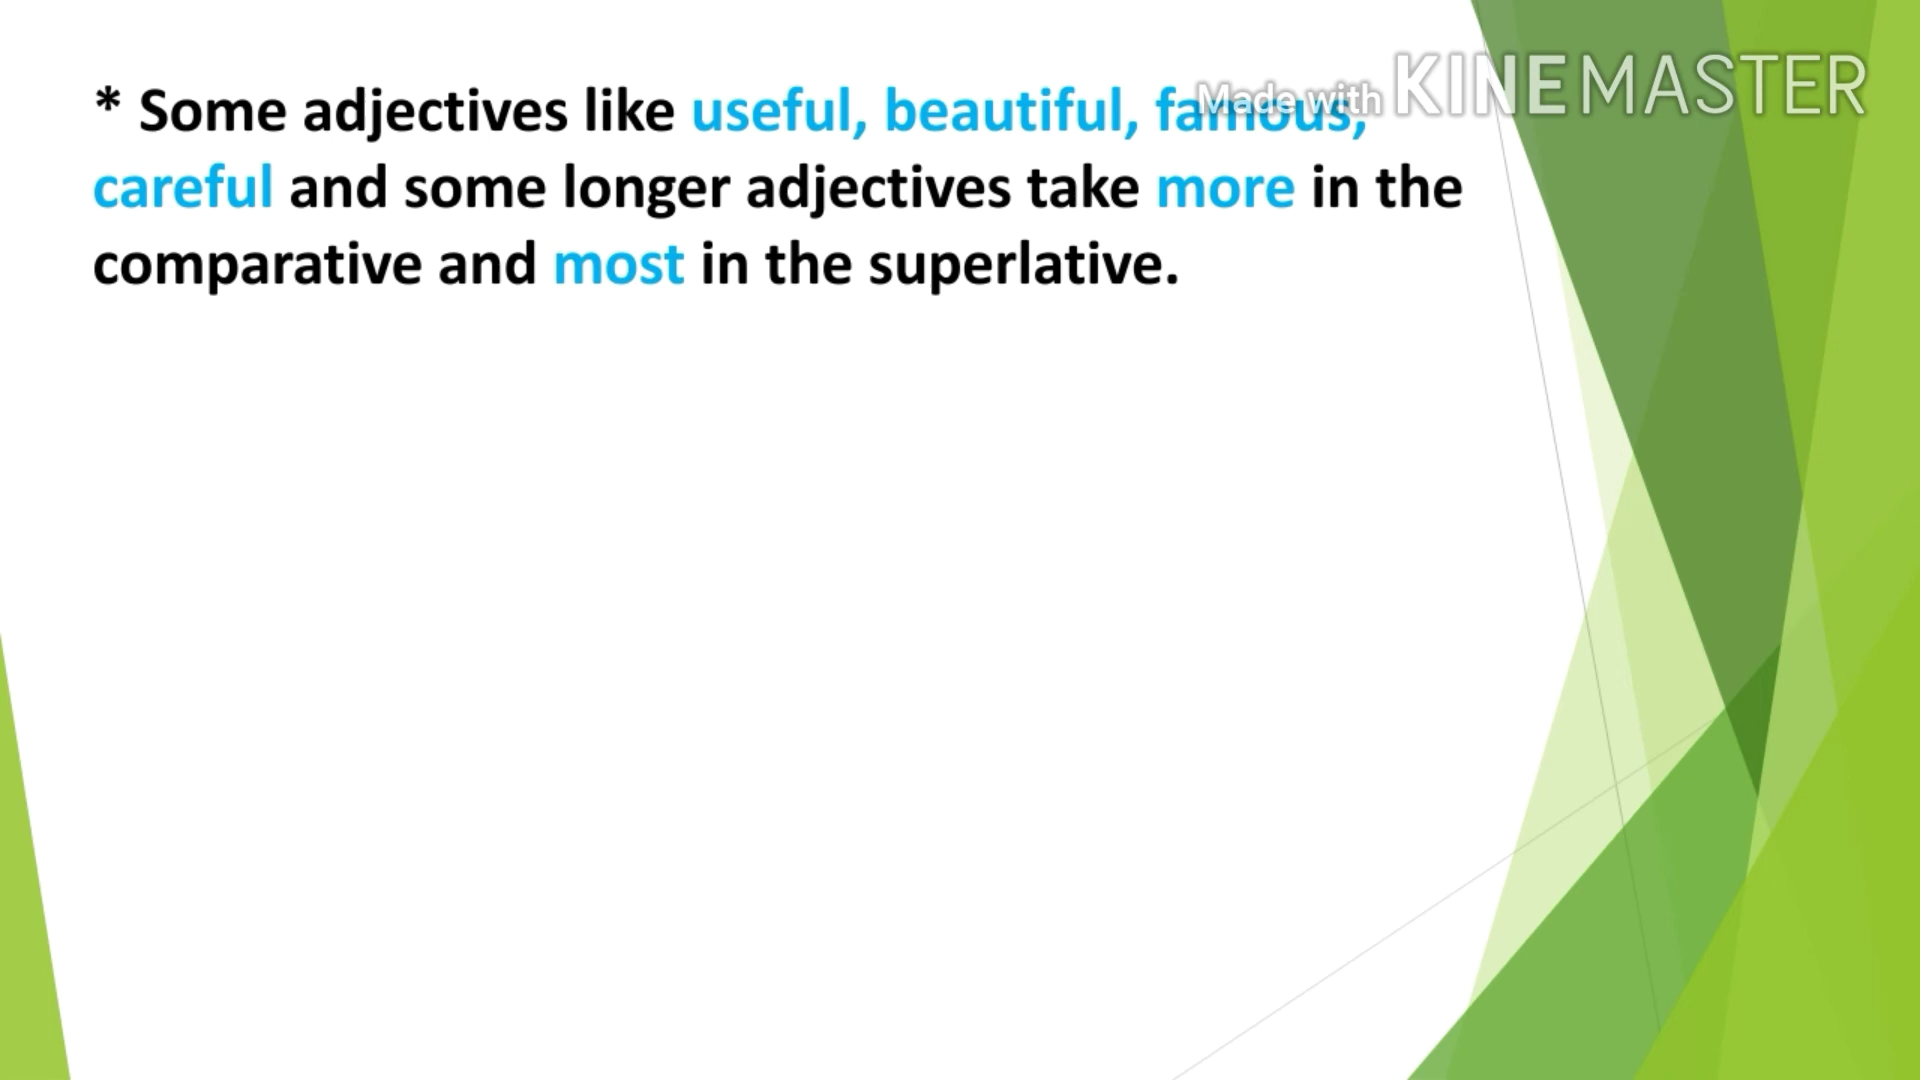 * Some adjectives like useful, beautiful, famous,
Made with KINEMASTER
careful and some longer adjectives take more in the
comparative and most in the superlative.